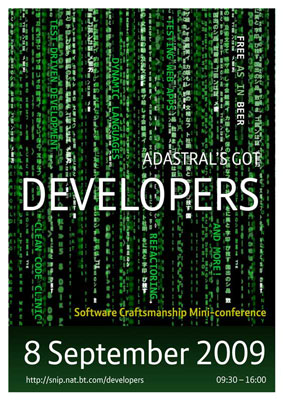 TEST-DRIVEN DEVELOPMENT
DYNAMIC LANGUAGES
TESTING WEB APPS
FREE AS IN BEER
ADASTRAL'S GOT
DEVELOPERS
CLEAN CODE CLINIC
REFACTORING
AND MORE!
Software Craftsmanship Mini-conference
8 September 2009
http://snip.nat.bt.com/developers
09:30 – 16:00